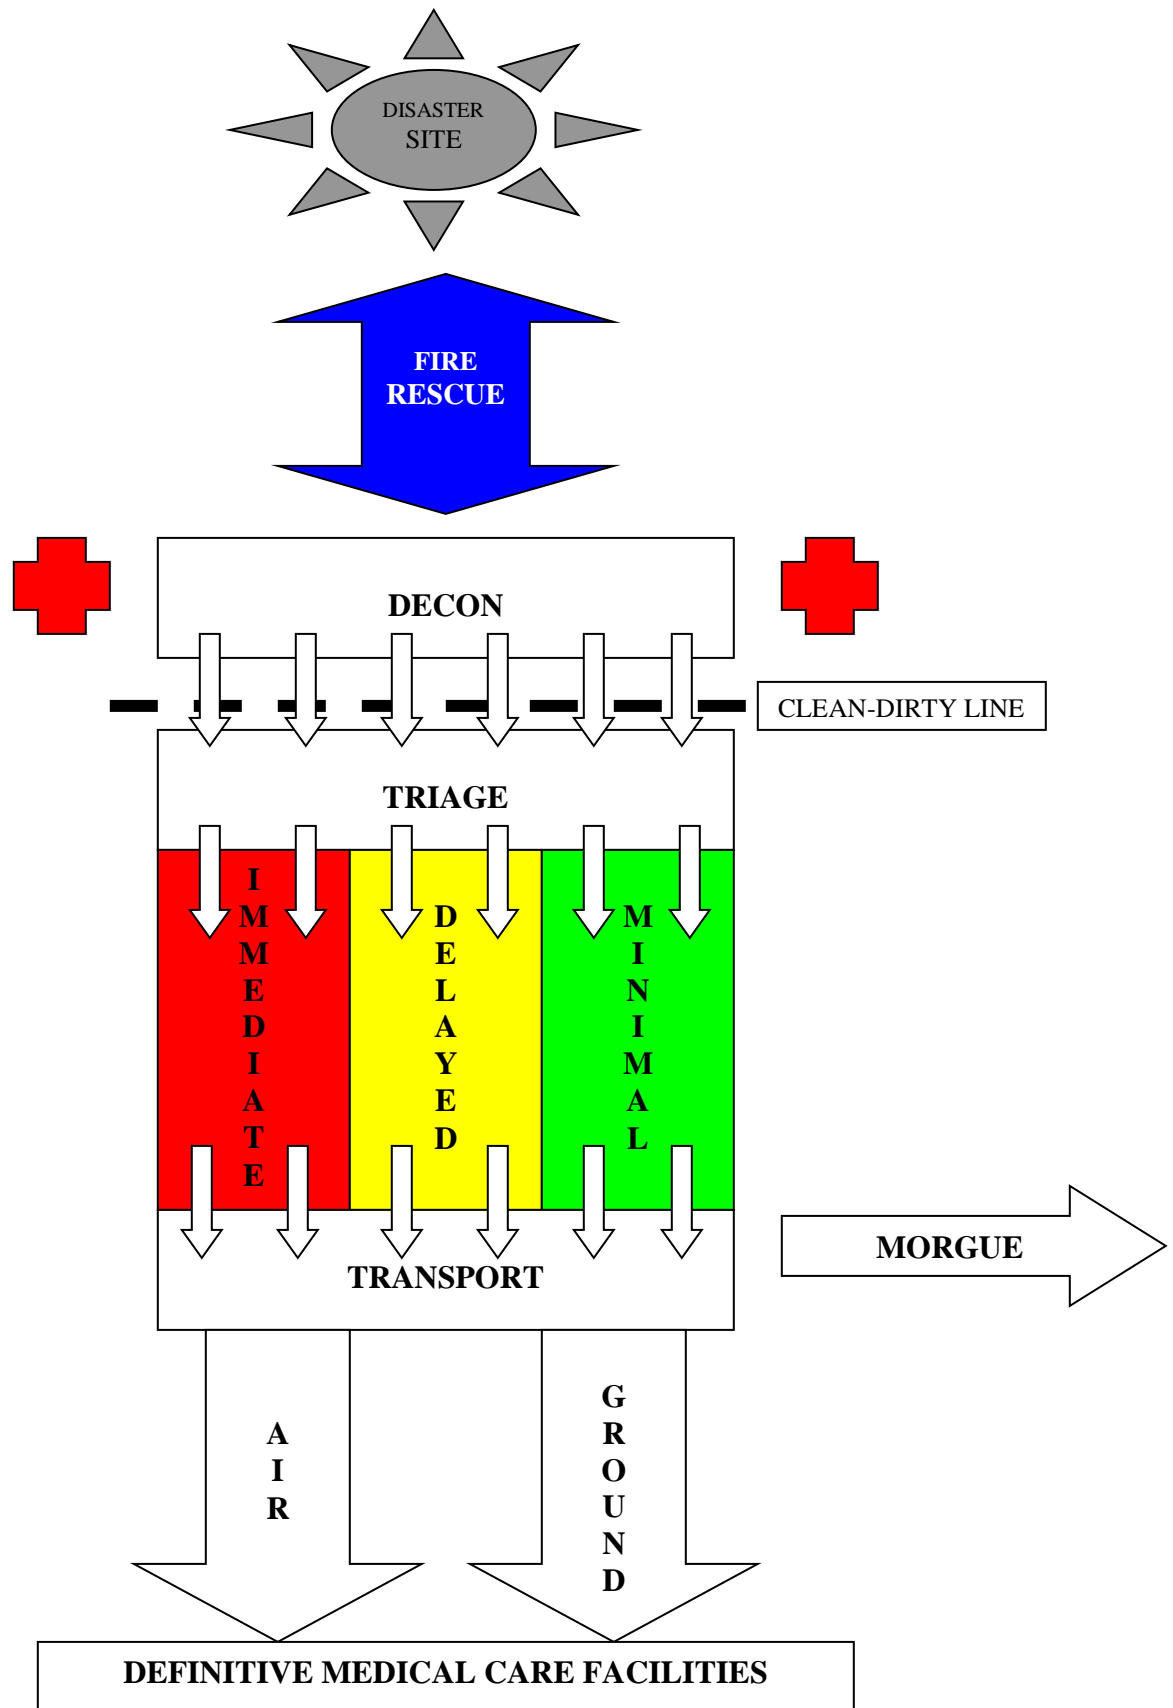 DISASTER
SITE
FIRE
RESCUE
DECON
CLEAN-DIRTY LINE
TRIAGE
IMMEDIATE
DELAYED
MINIMAL
MORGUE
TRANSPORT
AIR
GROUND
DEFINITIVE MEDICAL CARE FACILITIES